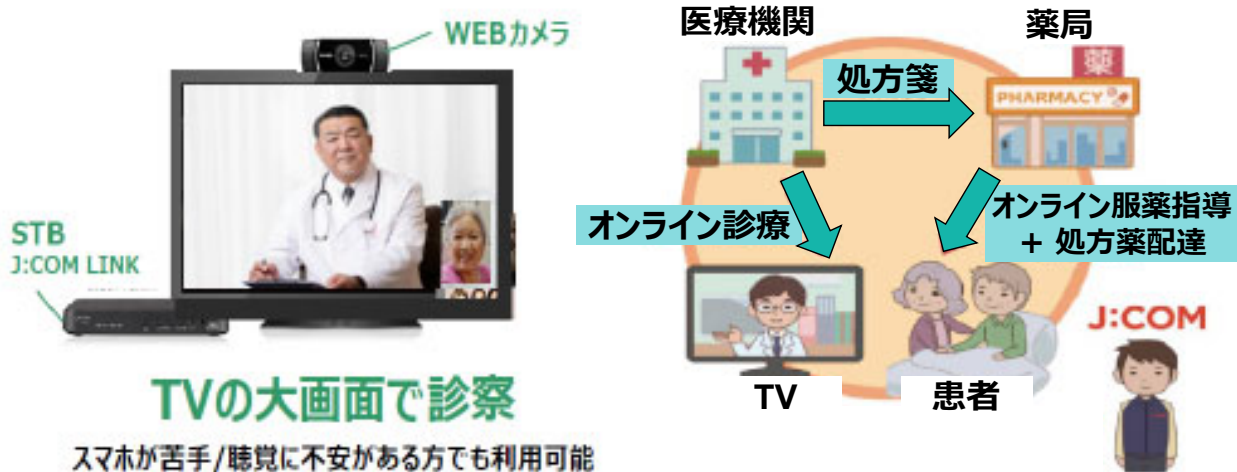 WEBカメラ
STB
J:COM LINK
TVの大画面で診察
スマホが苦手/聴覚に不安がある方でも利用可能
医療機関
薬局
処方箋
薬
PHARMACY
オンライン診療
オンライン服薬指導
+ 処方薬配達
J:COM
TV
患者